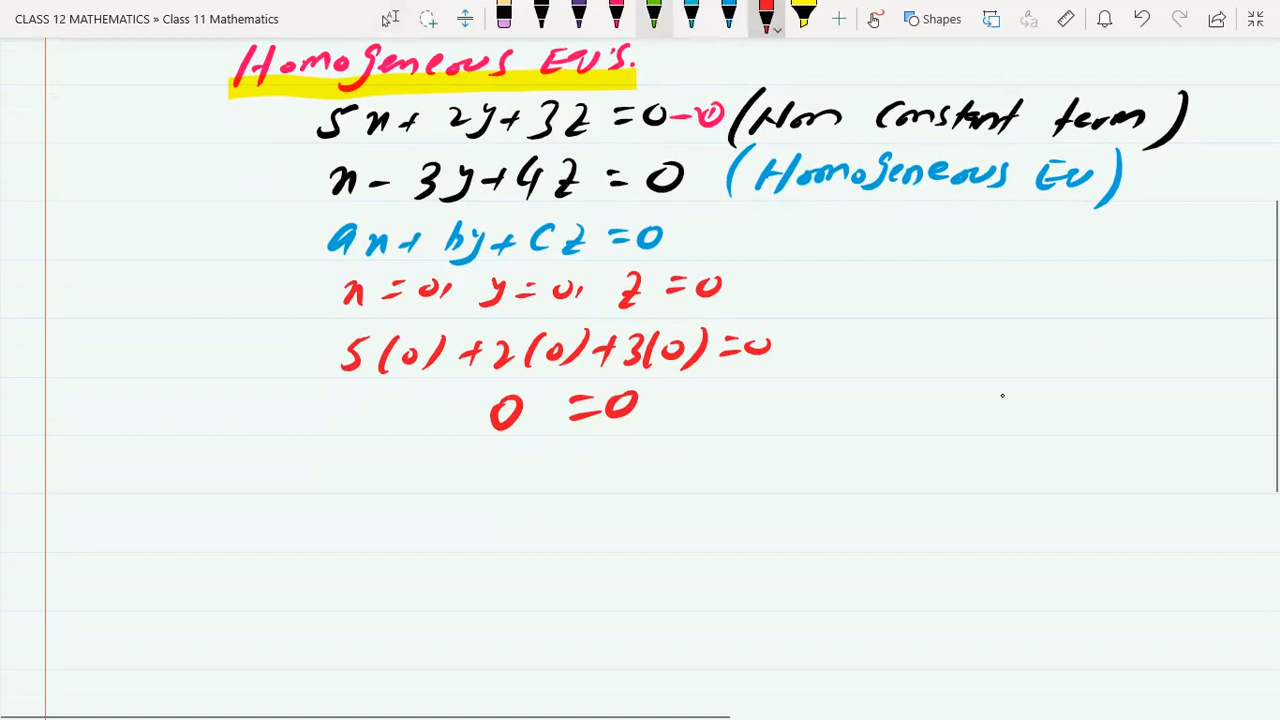 CLASS 12 MATHEMATICS » Class 11 Mathematics
Shapes
Homogeneous Eq's.
5x + 2y + 3z = 0 -① (Non constant term)
x - 3y + 4z = 0 (Homogeneous Eq)
ax + by + cz = 0
x = 0, y = 0, z = 0
5(0) + 2(0) + 3(0) = 0
0 = 0